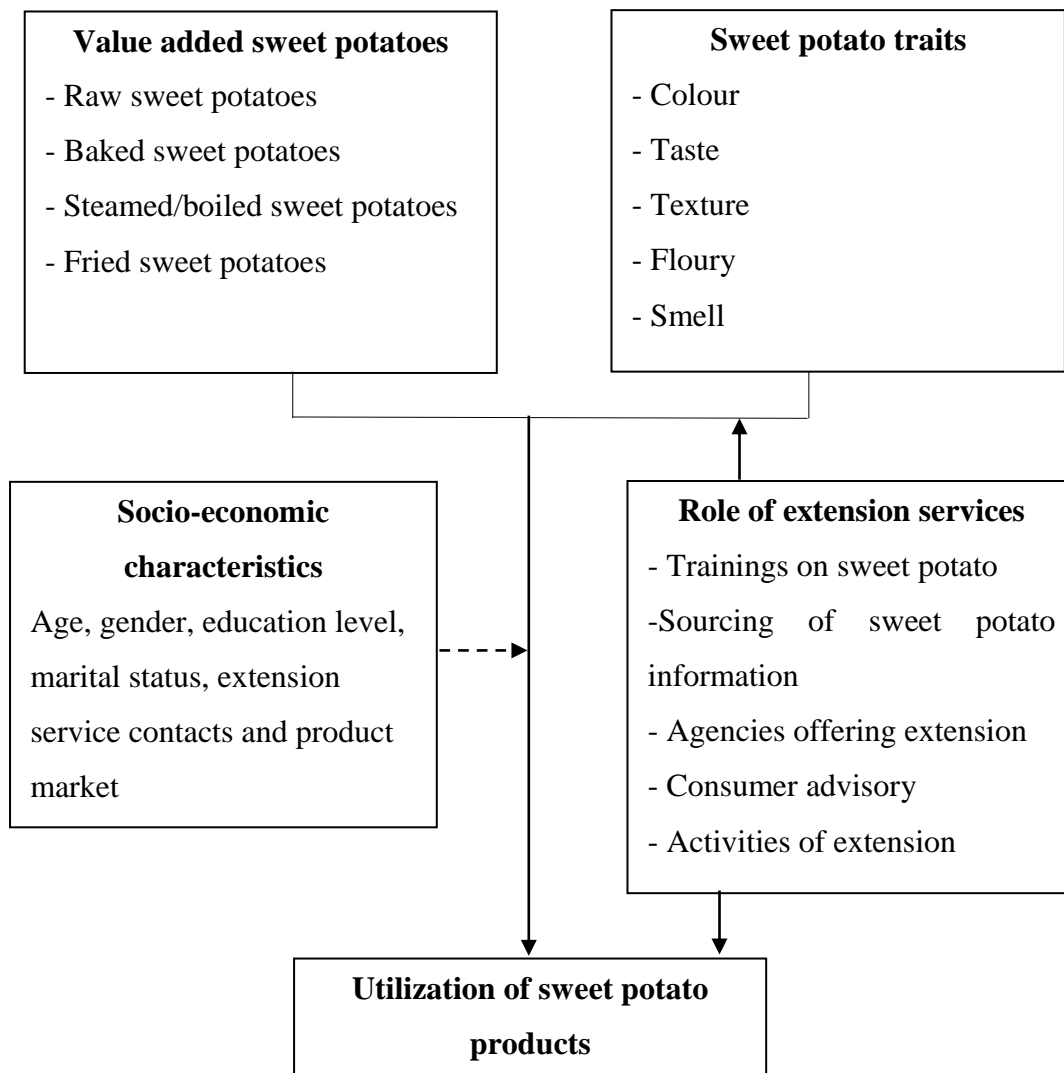 Value added sweet potatoes
- Raw sweet potatoes
- Baked sweet potatoes
- Steamed/boiled sweet potatoes
- Fried sweet potatoes
Sweet potato traits
- Colour
- Taste
- Texture
- Floury
- Smell
Socio-economic
characteristics
Age, gender, education level,
marital status, extension
service contacts and product
market
Role of extension services
- Trainings on sweet potato
-Sourcing of sweet potato
information
- Agencies offering extension
- Consumer advisory
- Activities of extension
Utilization of sweet potato
products